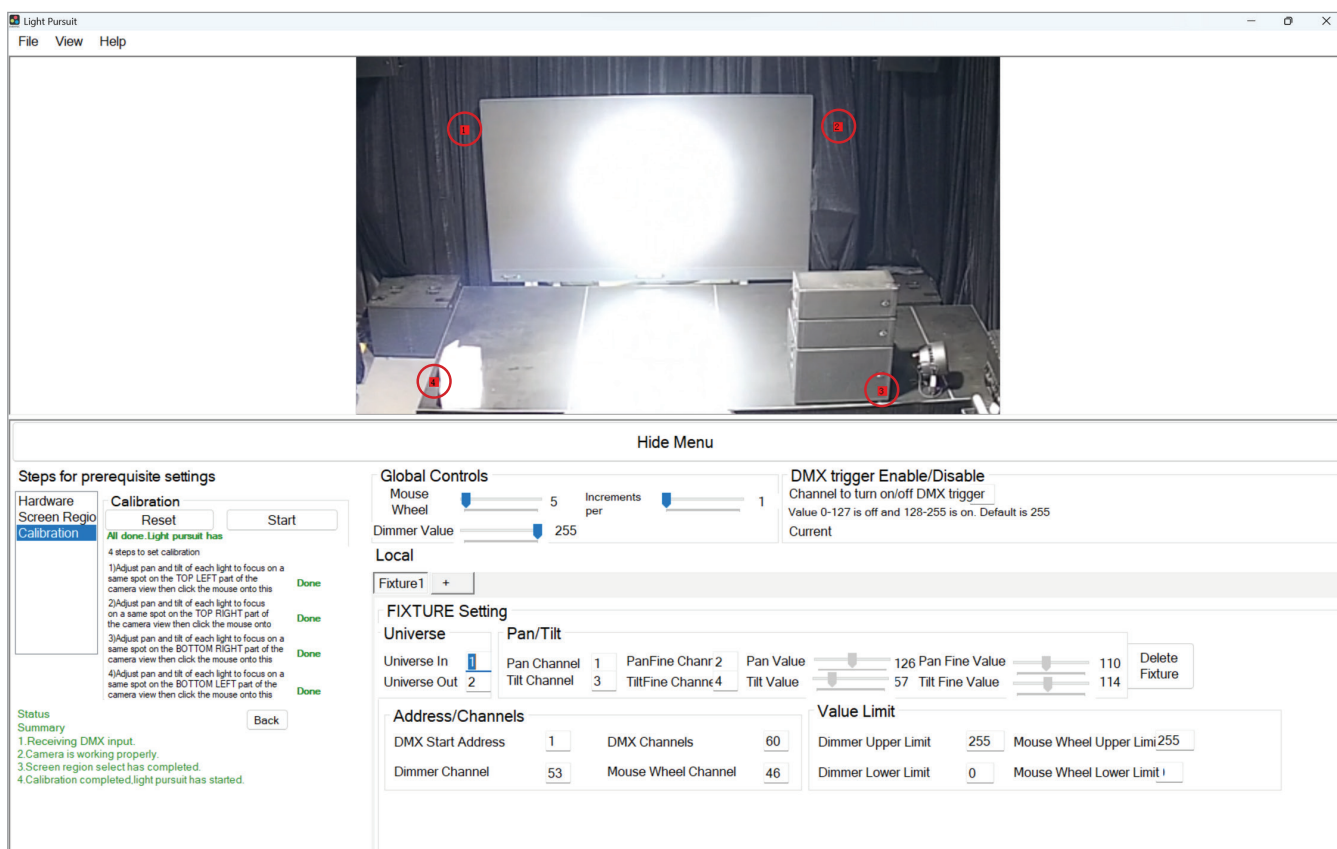 Light Pursuit
File View Help
1
2
4
3
Hide Menu
Steps for prerequisite settings
Hardware
Screen Regio
Calibration
Calibration
Reset Start
All done.Light pursuit has
4 steps to set calibration
1)Adjust pan and tilt of each light to focus on a
same spot on the TOP LEFT part of the
camera view then click the mouse onto this
Done
2)Adjust pan and tilt of each light to focus
on a same spot on the TOP RIGHT part of
the camera view then click the mouse onto
Done
3)Adjust pan and tilt of each light to focus on a
same spot on the BOTTOM RIGHT part of the
camera view then click the mouse onto this
Done
4)Adjust pan and tilt of each light to focus on a
same spot on the BOTTOM LEFT part of the
camera view then click the mouse onto this
Done
Status
Summary
Back
1.Receiving DMX input.
2.Camera is working properly.
3.Screen region select has completed.
4.Calibration completed,light pursuit has started.
Global Controls
Mouse
Wheel
5
Increments
per
1
Dimmer Value 255
DMX trigger Enable/Disable
Channel to turn on/off DMX trigger
Value 0-127 is off and 128-255 is on. Default is 255
Current
Local
Fixture1 +
FIXTURE Setting
Universe
Universe In 1
Universe Out 2
Pan/Tilt
Pan Channel 1 PanFine Chanr 2 Pan Value 126 Pan Fine Value 110
Tilt Channel 3 TiltFine Channe 4 Tilt Value 57 Tilt Fine Value 114
Delete
Fixture
Address/Channels
DMX Start Address 1 DMX Channels 60
Dimmer Channel 53 Mouse Wheel Channel 46
Value Limit
Dimmer Upper Limit 255 Mouse Wheel Upper Limi 255
Dimmer Lower Limit 0 Mouse Wheel Lower Limit